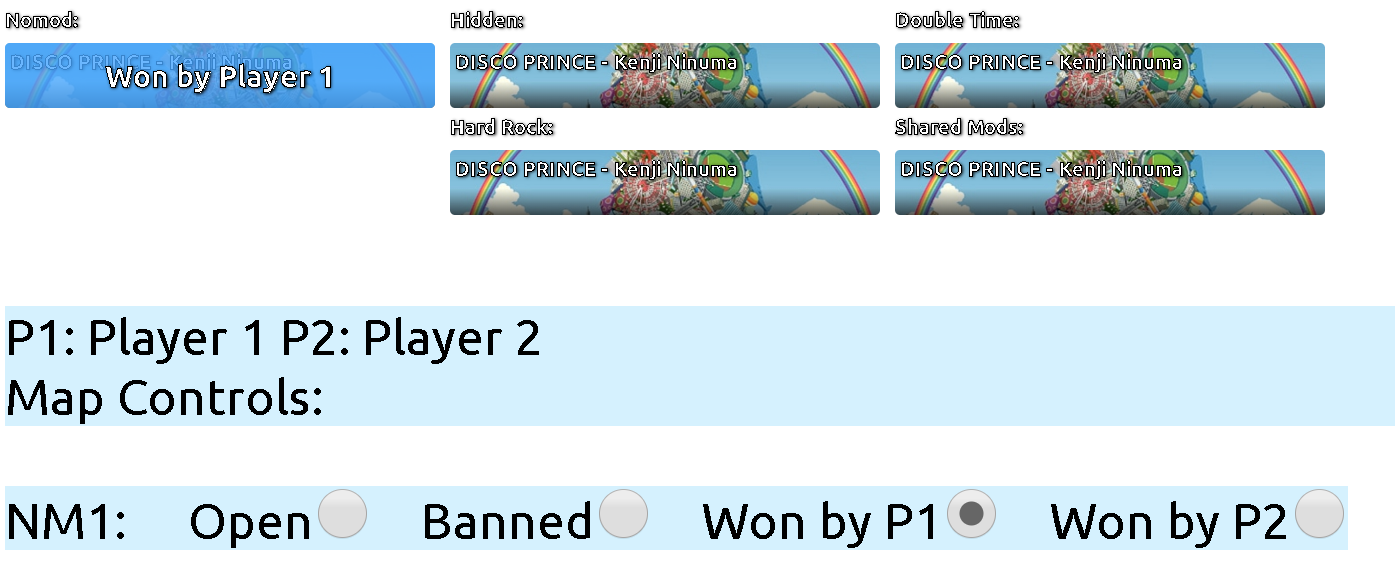 Nomod:
Hidden:
Double Time:
DISCO PRINCE - Kenji Ninuma
Won by Player 1
DISCO PRINCE - Kenji Ninuma
DISCO PRINCE - Kenji Ninuma
Hard Rock:
Shared Mods:
DISCO PRINCE - Kenji Ninuma
DISCO PRINCE - Kenji Ninuma
P1: Player 1 P2: Player 2
Map Controls:
NM1: Open Banned Won by P1 Won by P2